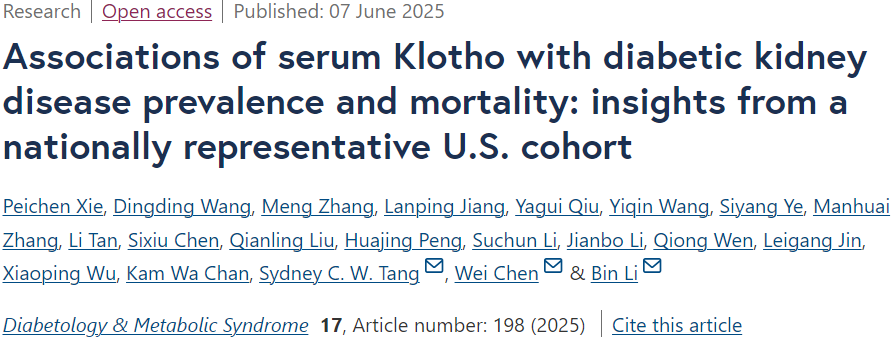 Research | Open access | Published: 07 June 2025
Associations of serum Klotho with diabetic kidney
disease prevalence and mortality: insights from a
nationally representative U.S. cohort
Peichen Xie, Dingding Wang, Meng Zhang, Lanping Jiang, Yagui Qiu, Yiqin Wang, Siyang Ye, Manhuai
Zhang, Li Tan, Sixiu Chen, Qianling Liu, Huajing Peng, Suchun Li, Jianbo Li, Qiong Wen, Leigang Jin,
Xiaoping Wu, Kam Wa Chan, Sydney C. W. Tang, Wei Chen & Bin Li
Diabetology & Metabolic Syndrome 17, Article number: 198 (2025) | Cite this article